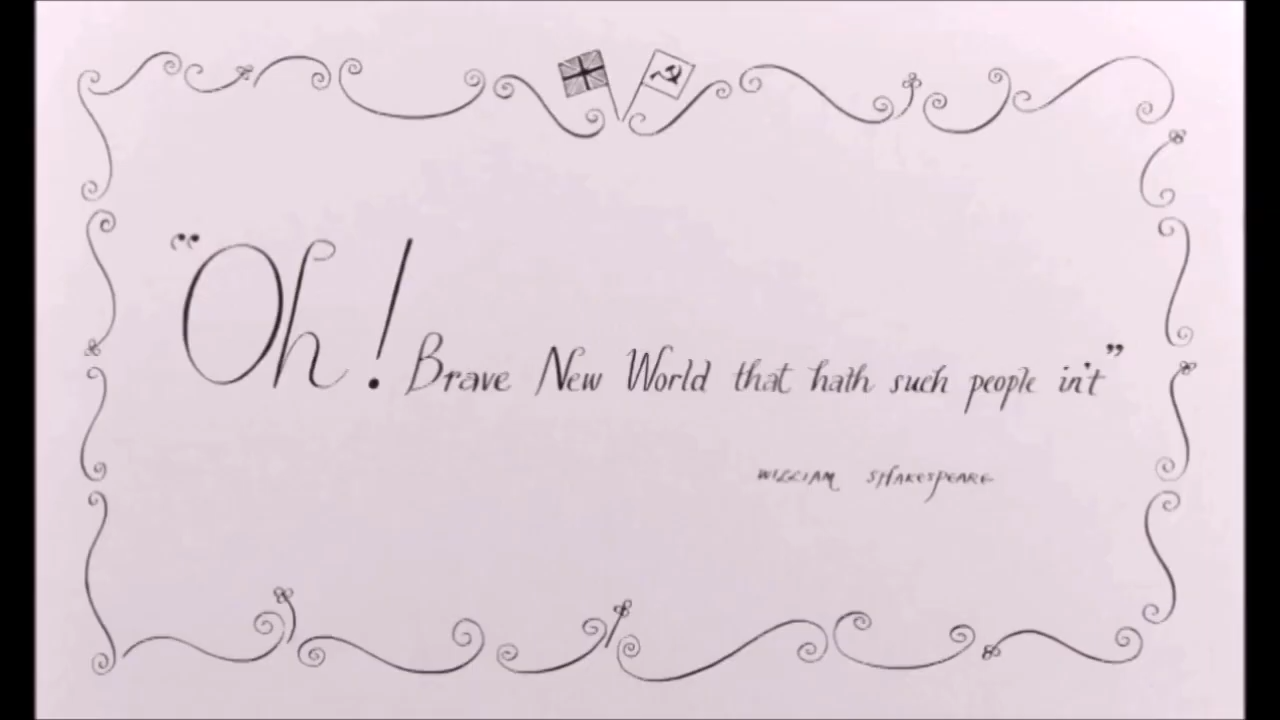 “Oh! Brave New World that hath such people in't”
WILLIAM SHAKESPEARE